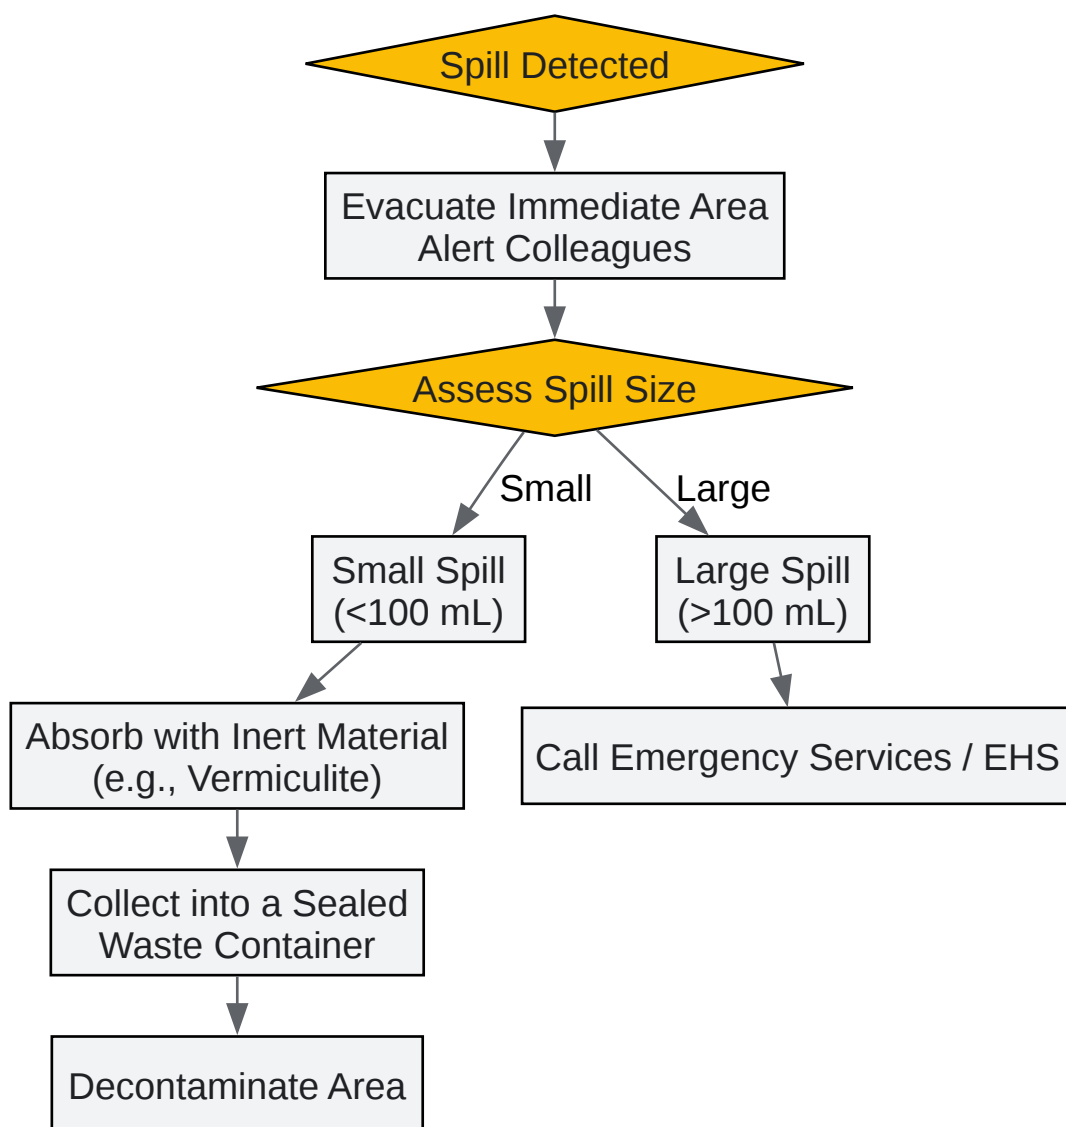 Spill Detected
Evacuate Immediate Area
Alert Colleagues
Assess Spill Size
Small
Large
Small Spill
(<100 mL)
Large Spill
(>100 mL)
Absorb with Inert Material
(e.g., Vermiculite)
Call Emergency Services / EHS
Collect into a Sealed
Waste Container
Decontaminate Area